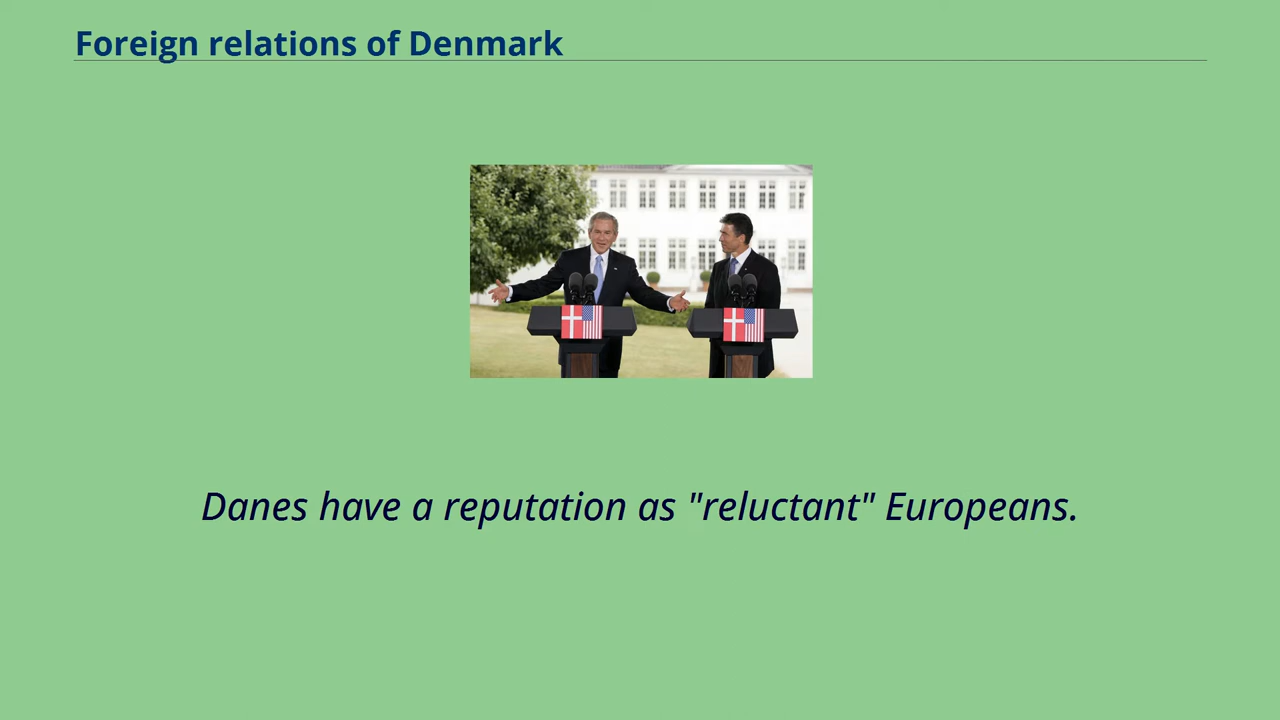 Foreign relations of Denmark
Danes have a reputation as "reluctant" Europeans.